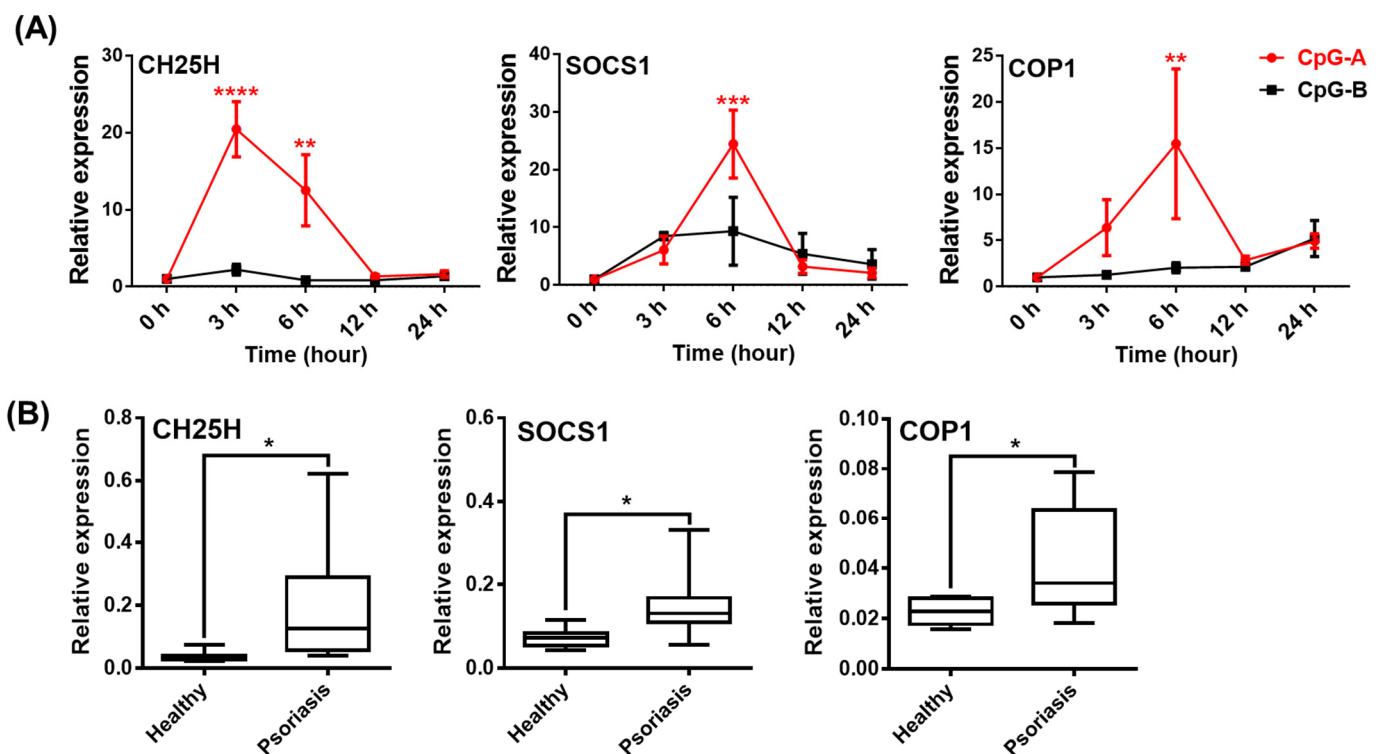 (A)
CH25H
Relative expression
30
20
10
0
****
**
0 h
3 h
6 h
12 h
24 h
Time (hour)
SOCS1
Relative expression
40
30
20
10
0
***
0 h
3 h
6 h
12 h
24 h
Time (hour)
COP1
Relative expression
25
20
15
10
5
0
**
0 h
3 h
6 h
12 h
24 h
Time (hour)
CpG-A
CpG-B
(B)
CH25H
Relative expression
0.8
0.6
0.4
0.2
0.0
*
Healthy
Psoriasis
SOCS1
Relative expression
0.6
0.4
0.2
0.0
*
Healthy
Psoriasis
COP1
Relative expression
0.10
0.08
0.06
0.04
0.02
0.00
*
Healthy
Psoriasis